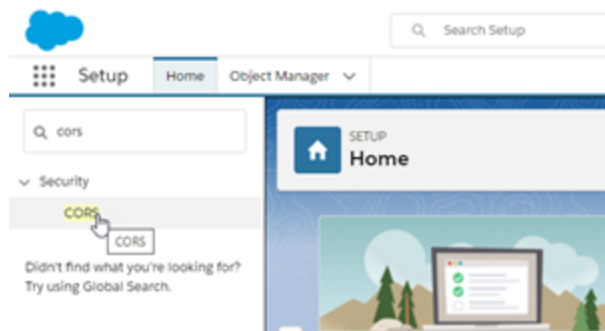 Search Setup
Setup Home Object Manager
cors
SETUP
Home
Security
CORS
CORS
Didn't find what you're looking for?
Try using Global Search.